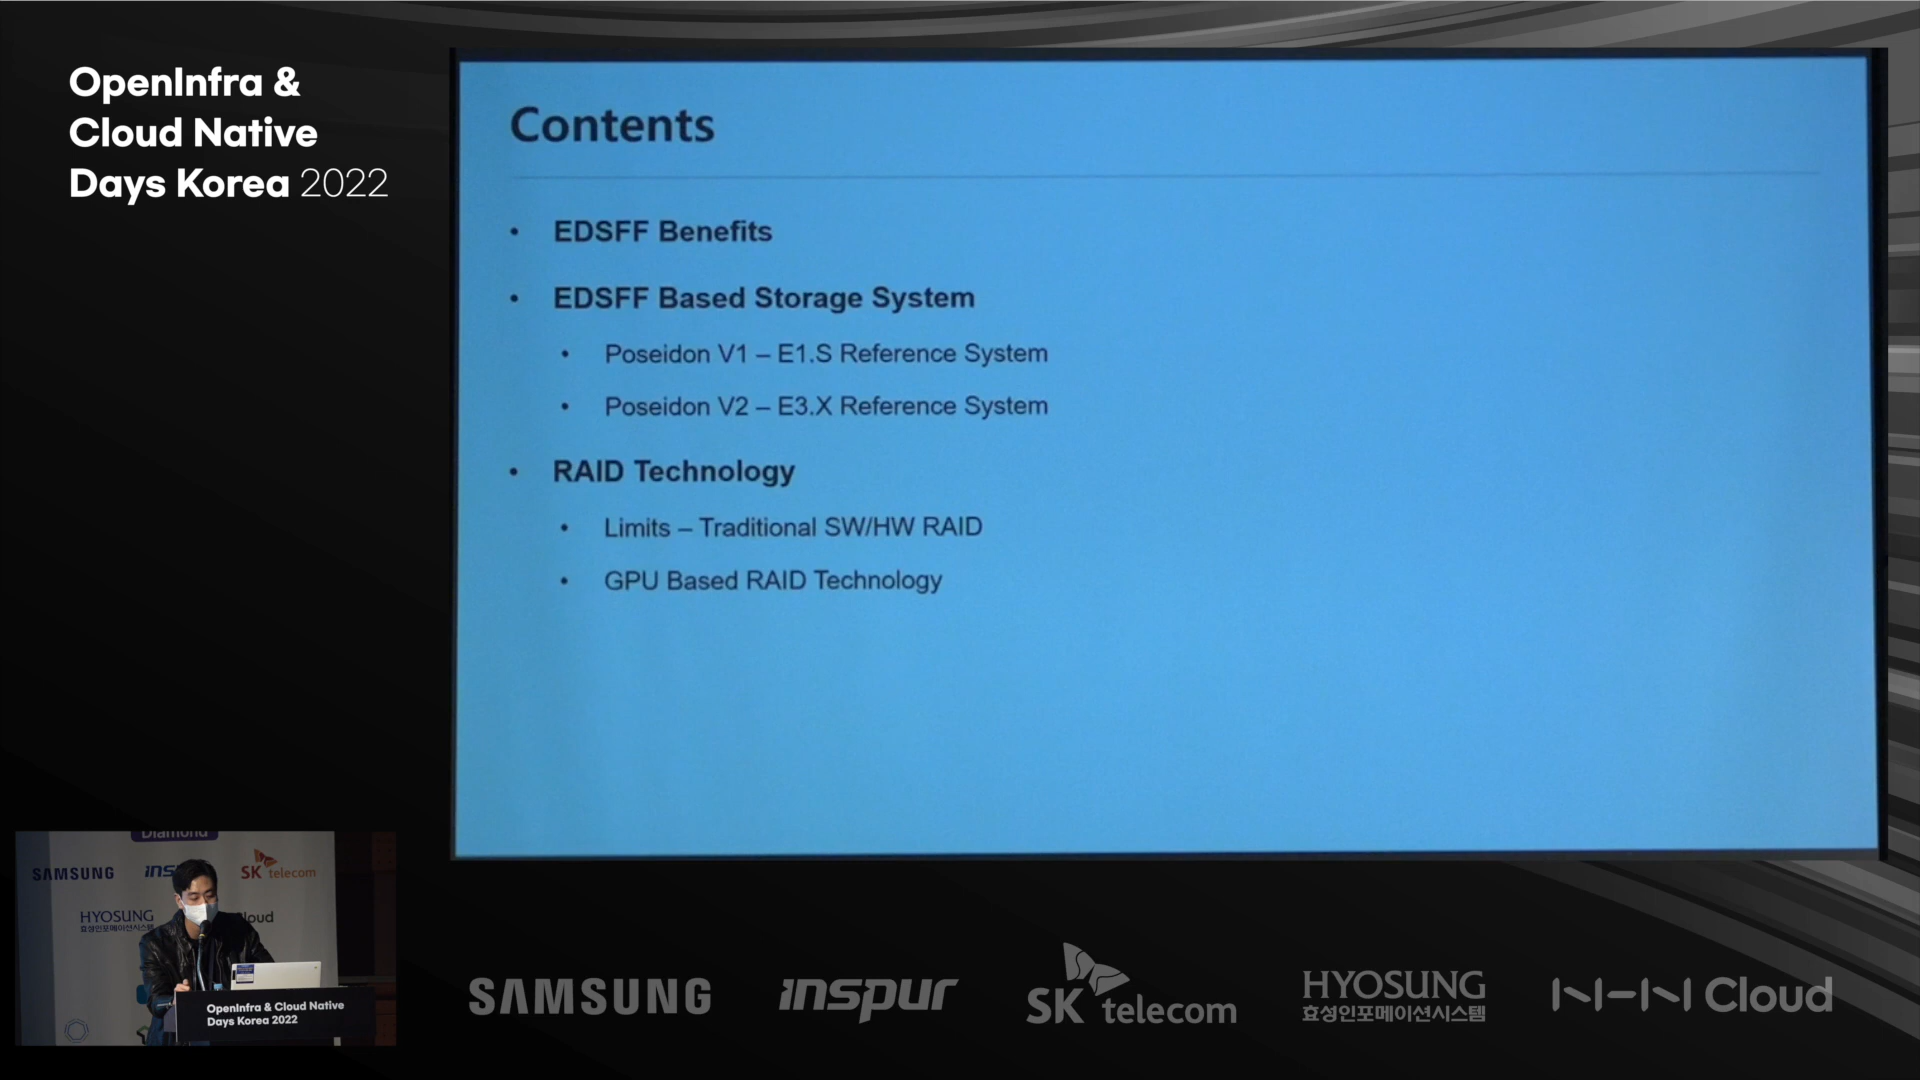 OpenInfra &
Cloud Native
Days Korea 2022
Contents
• EDSFF Benefits
• EDSFF Based Storage System
• Poseidon V1 – E1.S Reference System
• Poseidon V2 – E3.X Reference System
• RAID Technology
• Limits – Traditional SW/HW RAID
• GPU Based RAID Technology
Diamond
SAMSUNG
SK telecom
HYOSUNG
효성인포메이션시스템
OpenInfra & Cloud Native
Days Korea 2022
SAMSUNG
inspur
SK telecom
HYOSUNG
효성인포메이션시스템
NHN Cloud